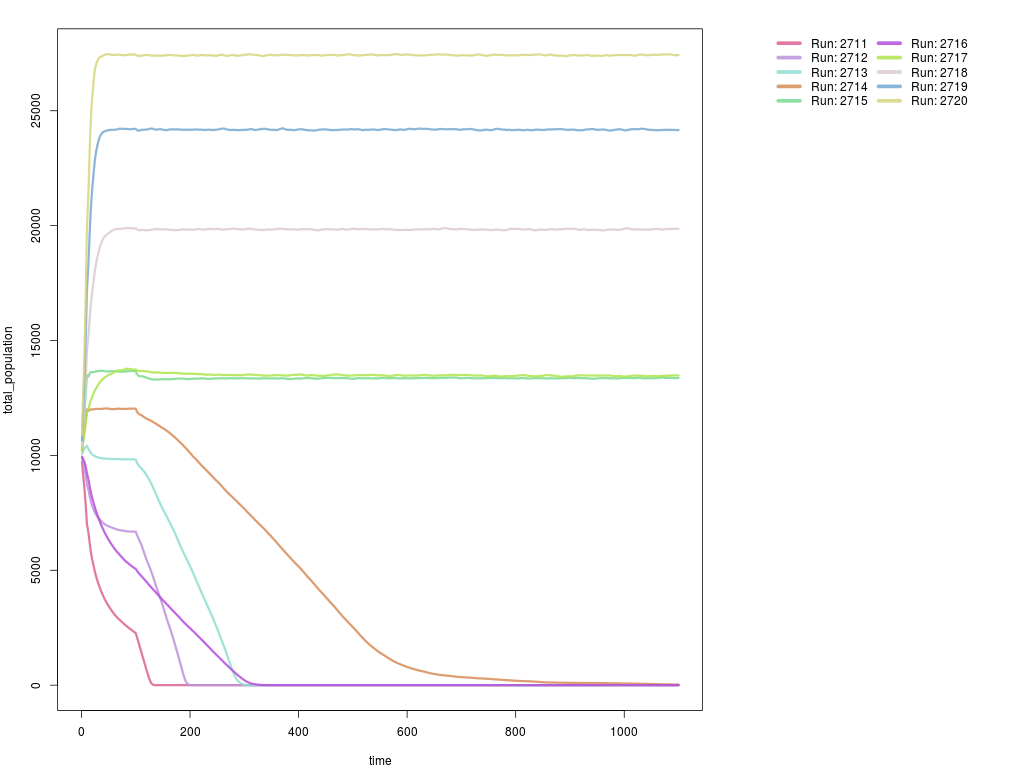 total_population
25000
20000
15000
10000
5000
0
0 200 400 600 800 1000
time
Run: 2711 Run: 2716
Run: 2712 Run: 2717
Run: 2713 Run: 2718
Run: 2714 Run: 2719
Run: 2715 Run: 2720